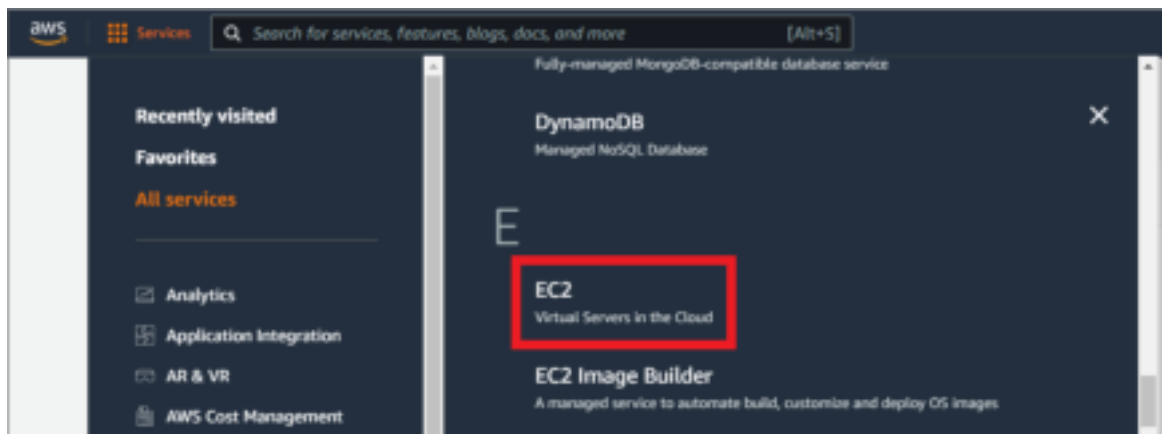 aws
Services
Search for services, features, blogs, docs, and more
[Alt+S]
Recently visited
Favorites
All services
Analytics
Application Integration
AR & VR
AWS Cost Management
Fully-managed MongoDB-compatible database service
DynamoDB
Managed NoSQL Database
E
EC2
Virtual Servers in the Cloud
EC2 Image Builder
A managed service to automate build, customize and deploy OS images